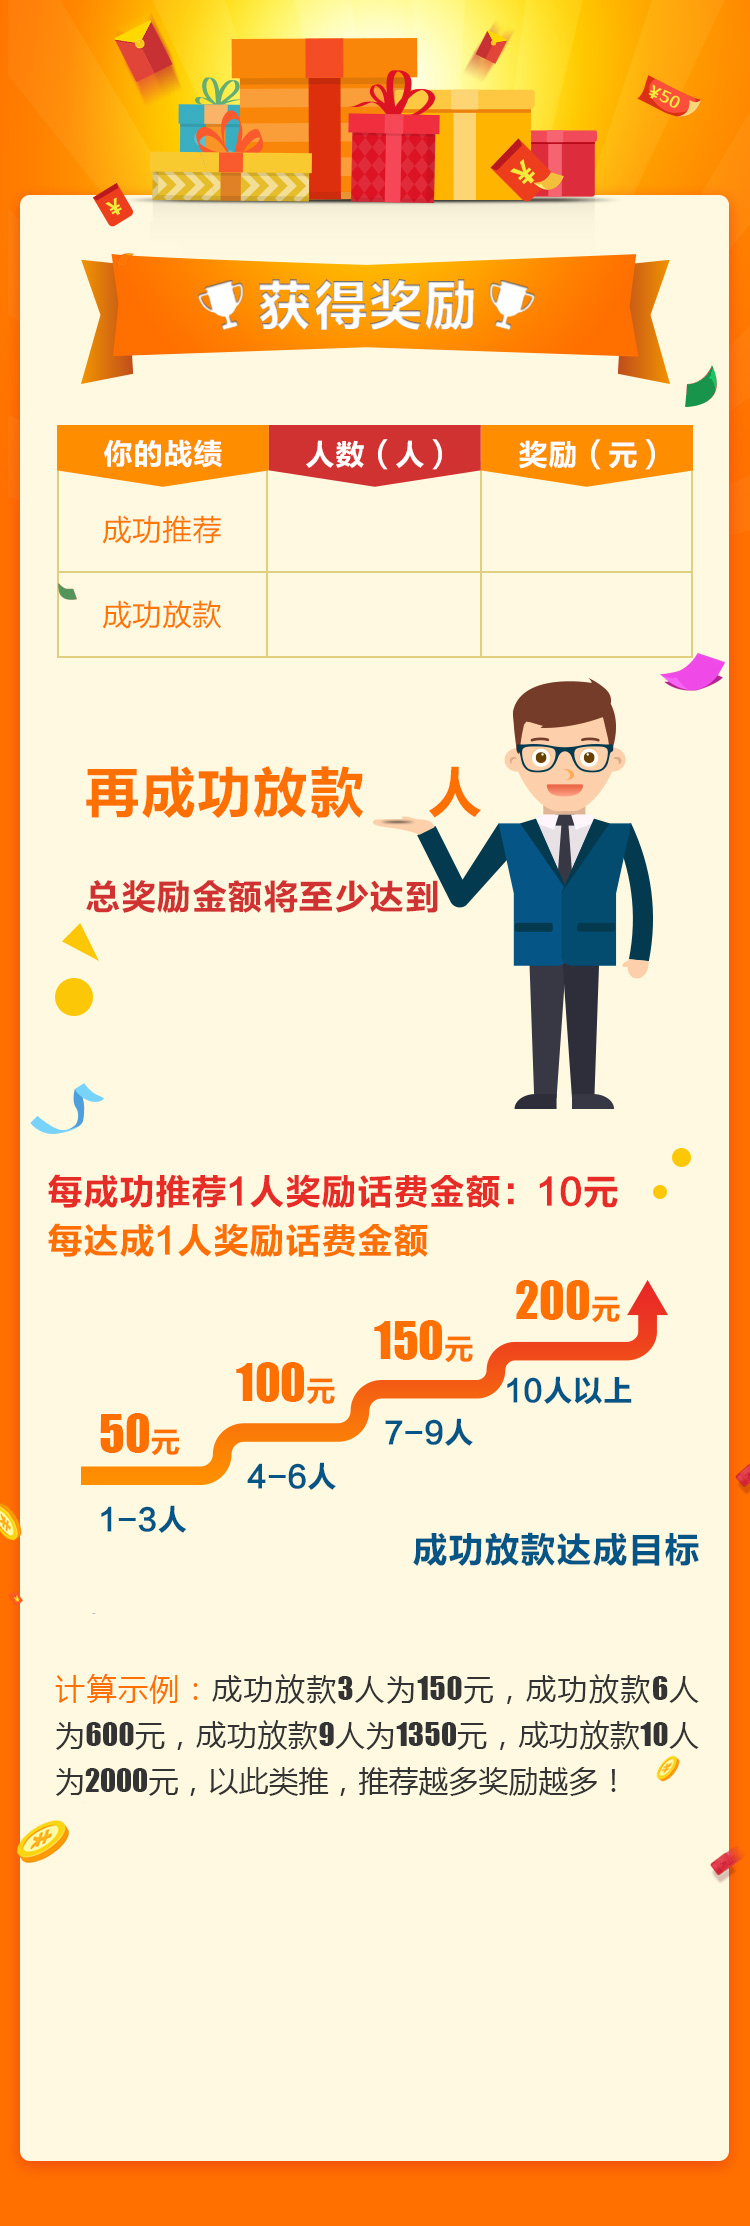 ¥50
¥
¥
获得奖励
你的战绩 人数（人） 奖励（元）
成功推荐
成功放款
再成功放款 人
总奖励金额将至少达到
每成功推荐1人奖励话费金额：10元
每达成1人奖励话费金额
200元
150元
100元
50元
10人以上
7-9人
4-6人
1-3人
成功放款达成目标
计算示例：成功放款3人为150元，成功放款6人
为600元，成功放款9人为1350元，成功放款10人
为2000元，以此类推，推荐越多奖励越多！